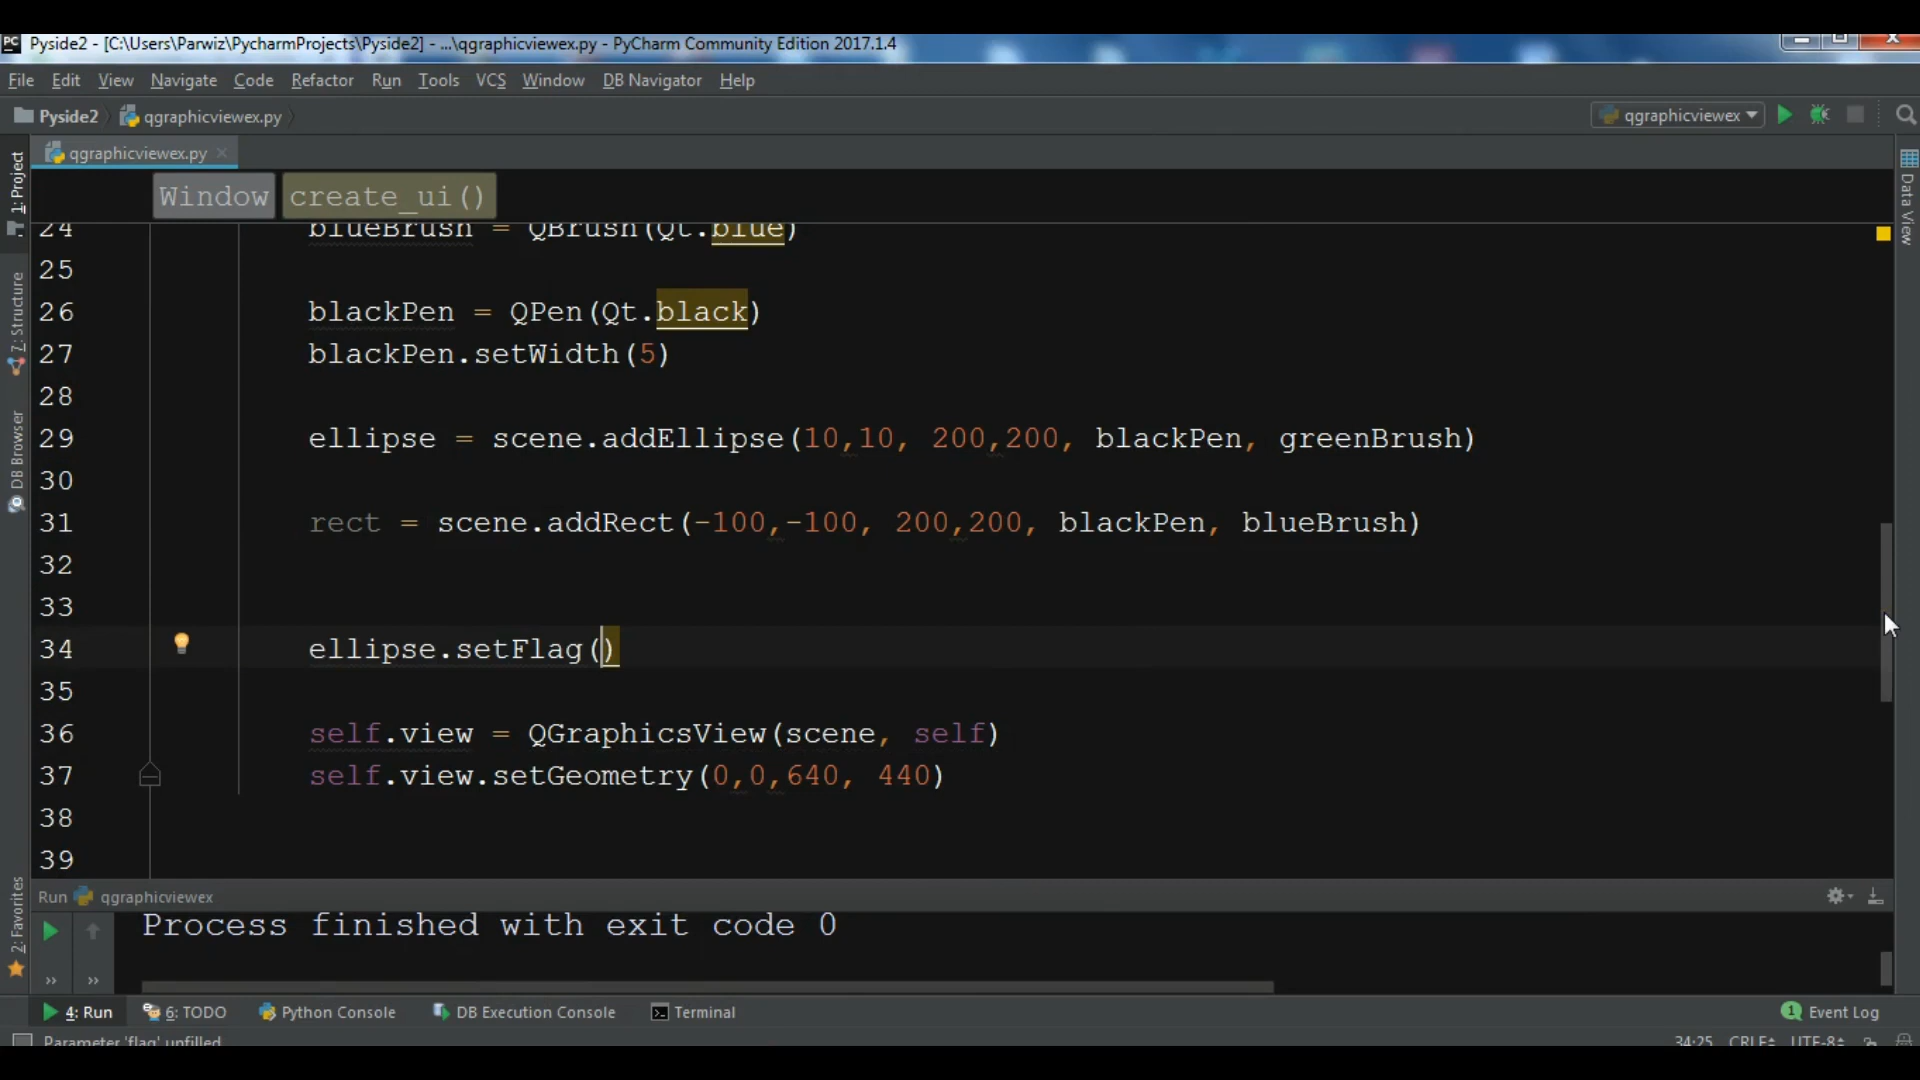 PC Pyside2 - [C:\Users\Parwiz\PycharmProjects\Pyside2] - ...\qgraphicviewex.py - PyCharm Community Edition 2017.1.4
File Edit View Navigate Code Refactor Run Tools VCS Window DB Navigator Help
Pyside2 qgraphicviewex.py qgraphicviewex
qgraphicviewex.py
Window create_ui()
1: Project
7: Structure
DB Browser
2: Favorites
Data View
24 blueBrush = QBrush(Qt.blue)
25
26 blackPen = QPen(Qt.black)
27 blackPen.setWidth(5)
28
29 ellipse = scene.addEllipse(10,10, 200,200, blackPen, greenBrush)
30
31 rect = scene.addRect(-100,-100, 200,200, blackPen, blueBrush)
32
33
34 ellipse.setFlag()
35
36 self.view = QGraphicsView(scene, self)
37 self.view.setGeometry(0,0,640, 440)
38
39
Run qgraphicviewex
Process finished with exit code 0
4: Run 6: TODO Python Console DB Execution Console Terminal 1 Event Log
Parameter 'flag' unfilled 34:25 CRLF UTF-8